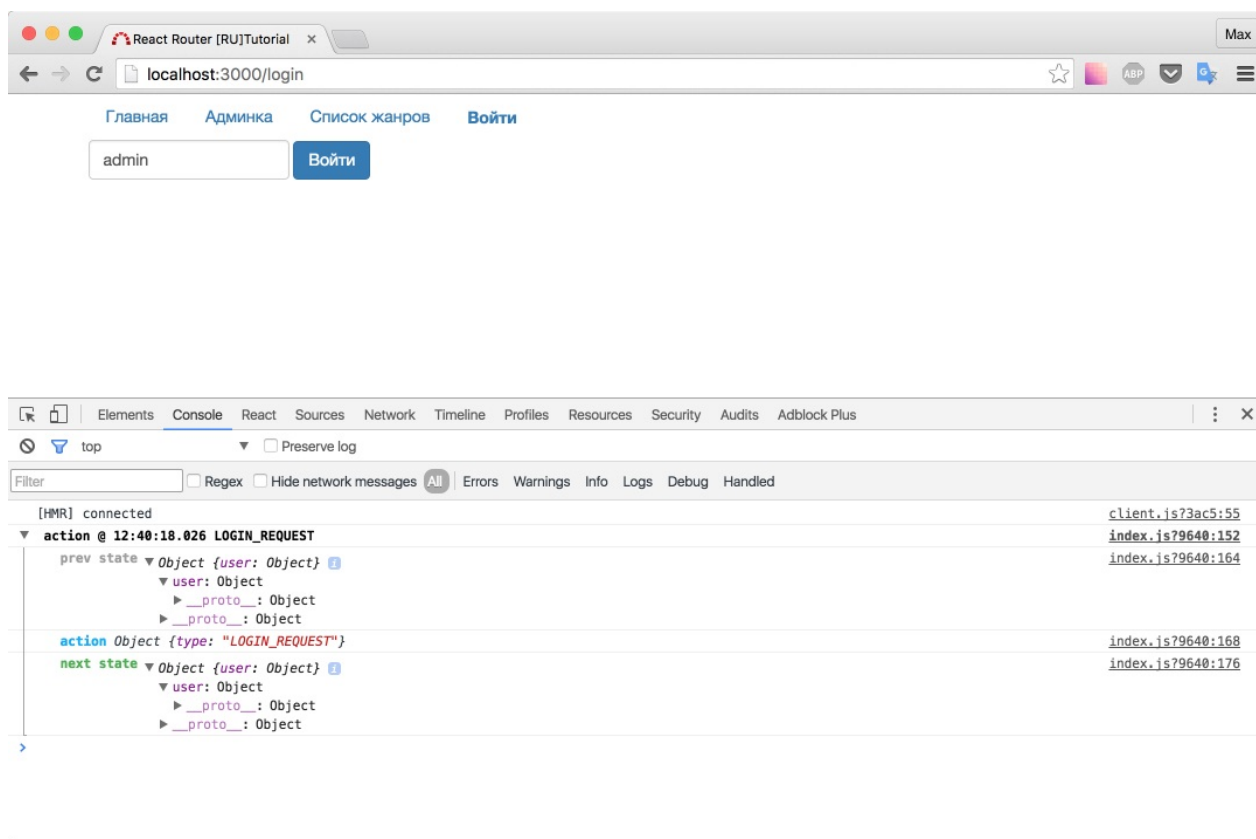 React Router [RU]Tutorial
Max
localhost:3000/login
ABP
Главная Админка Список жанров Войти
admin Войти
Elements Console React Sources Network Timeline Profiles Resources Security Audits Adblock Plus
top Preserve log
Filter Regex Hide network messages All Errors Warnings Info Logs Debug Handled
[HMR] connected client.js?3ac5:55
action @ 12:40:18.026 LOGIN_REQUEST index.js?9640:152
prev state Object {user: Object} index.js?9640:164
user: Object
__proto__: Object
__proto__: Object
action Object {type: "LOGIN_REQUEST"} index.js?9640:168
next state Object {user: Object} index.js?9640:176
user: Object
__proto__: Object
__proto__: Object